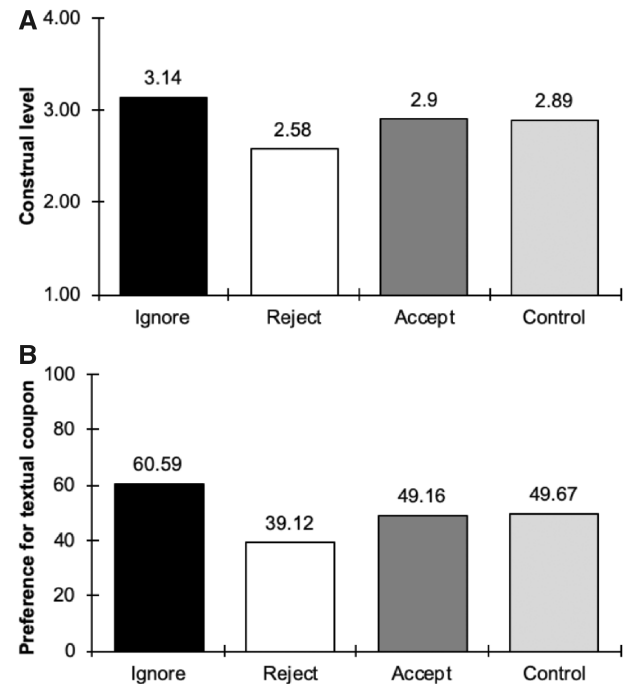 A
Construal level
4.00
3.00
2.00
1.00
3.14
2.58
2.9
2.89
Ignore
Reject
Accept
Control
B
Preference for textual coupon
100
80
60
40
20
0
60.59
39.12
49.16
49.67
Ignore
Reject
Accept
Control